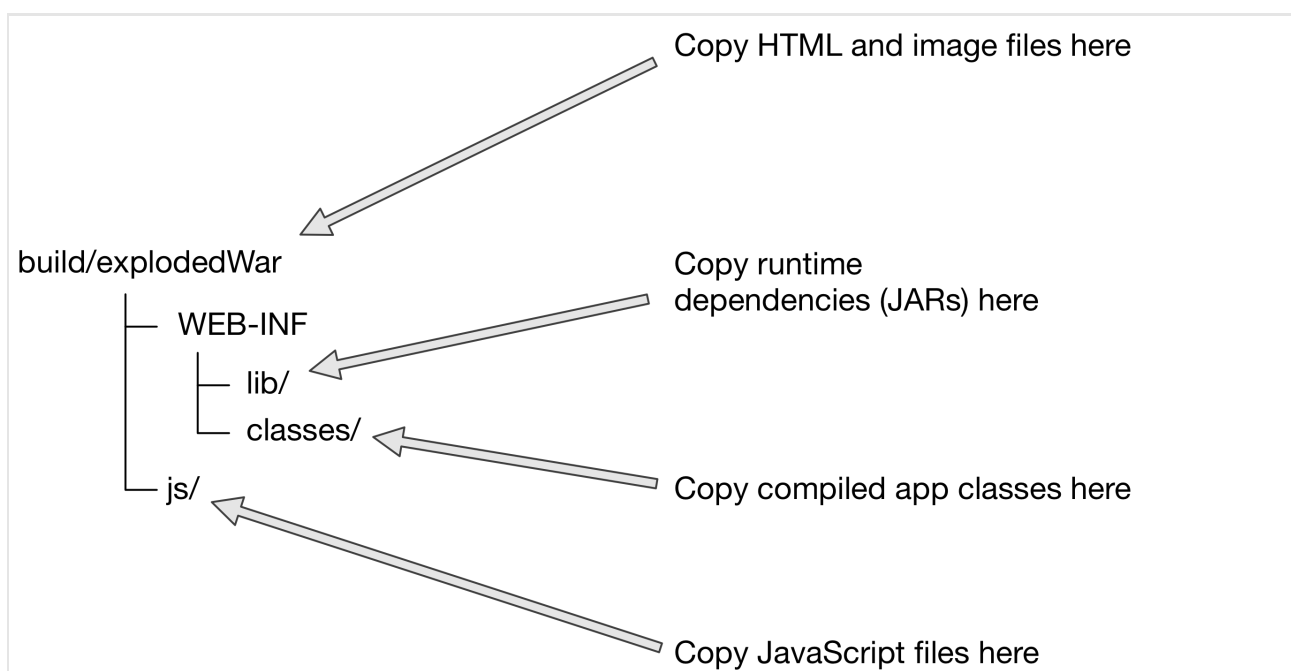 Copy HTML and image files here
build/explodedWar
Copy runtime
dependencies (JARs) here
WEB-INF
lib/
classes/
js/
Copy compiled app classes here
Copy JavaScript files here